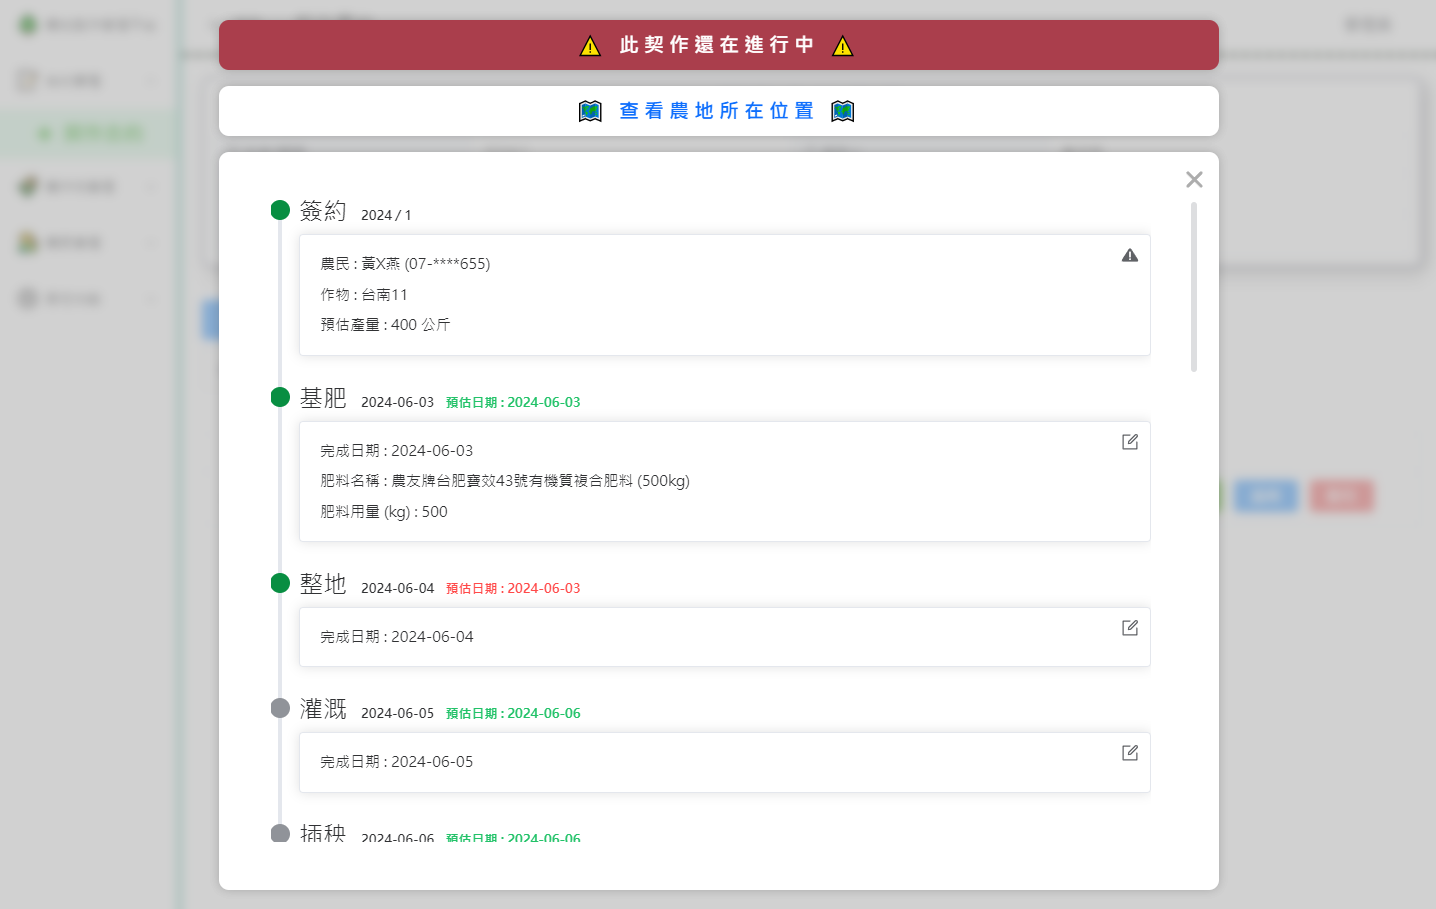 此契作還在進行中
查看農地所在位置
簽約 2024 / 1
農民 : 黃X燕 (07-****655)
作物 : 台南11
預估產量 : 400 公斤
基肥 2024-06-03 預估日期 : 2024-06-03
完成日期 : 2024-06-03
肥料名稱 : 農友牌台肥寶效43號有機質複合肥料 (500kg)
肥料用量 (kg) : 500
整地 2024-06-04 預估日期 : 2024-06-03
完成日期 : 2024-06-04
灌溉 2024-06-05 預估日期 : 2024-06-06
完成日期 : 2024-06-05
插秧 2024-06-06 預估日期 : 2024-06-06